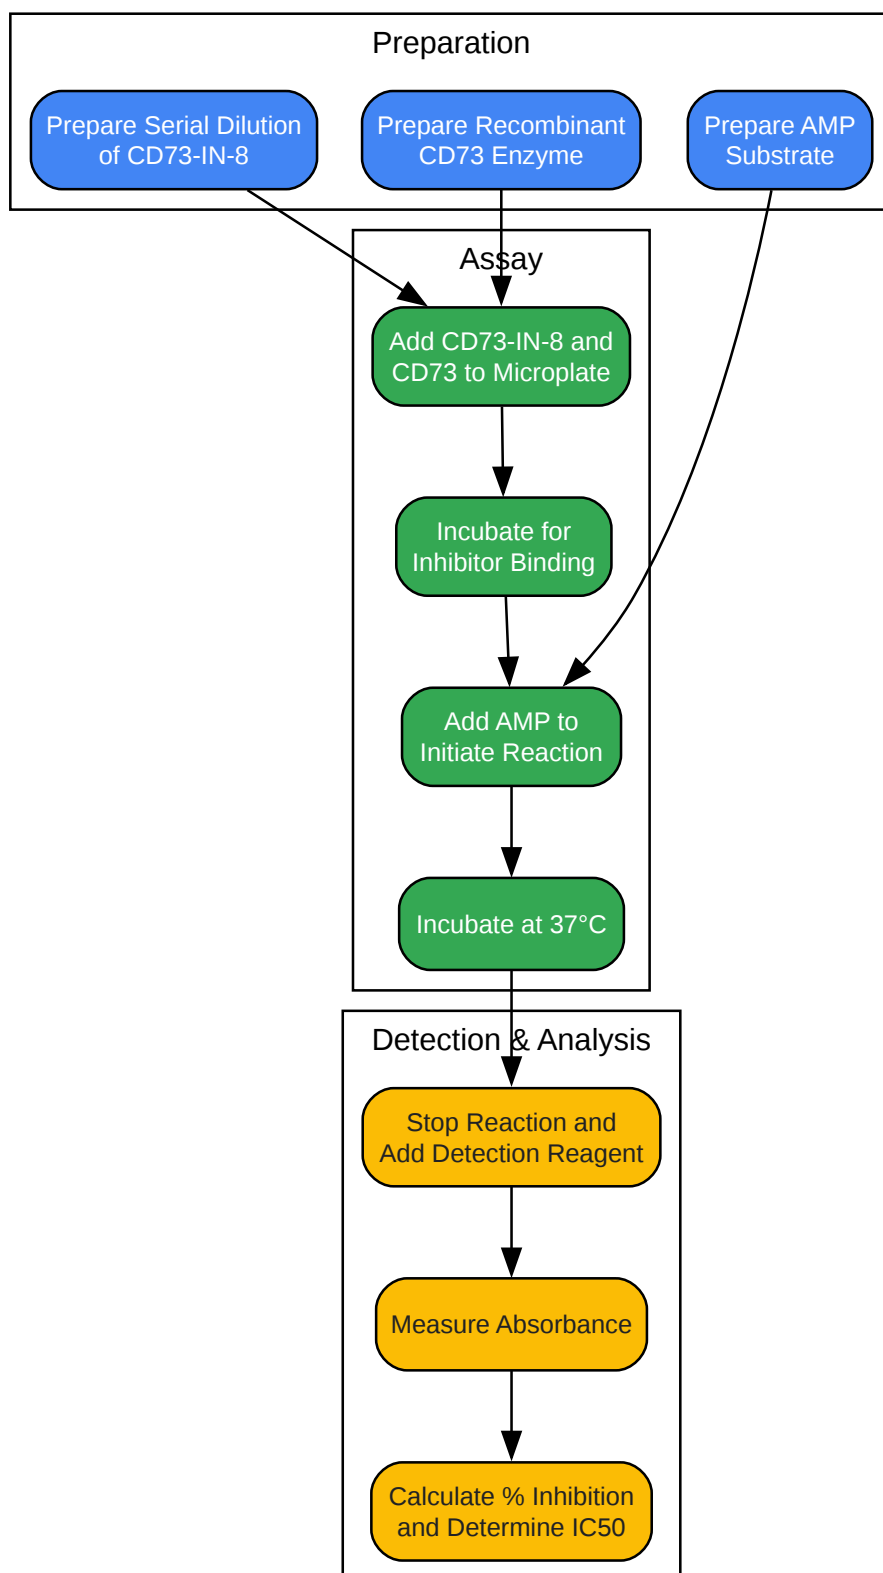 Preparation
Prepare Serial Dilution
of CD73-IN-8
Prepare Recombinant
CD73 Enzyme
Prepare AMP
Substrate
Assay
Add CD73-IN-8 and
CD73 to Microplate
Incubate for
Inhibitor Binding
Add AMP to
Initiate Reaction
Incubate at 37°C
Detection & Analysis
Stop Reaction and
Add Detection Reagent
Measure Absorbance
Calculate % Inhibition
and Determine IC50